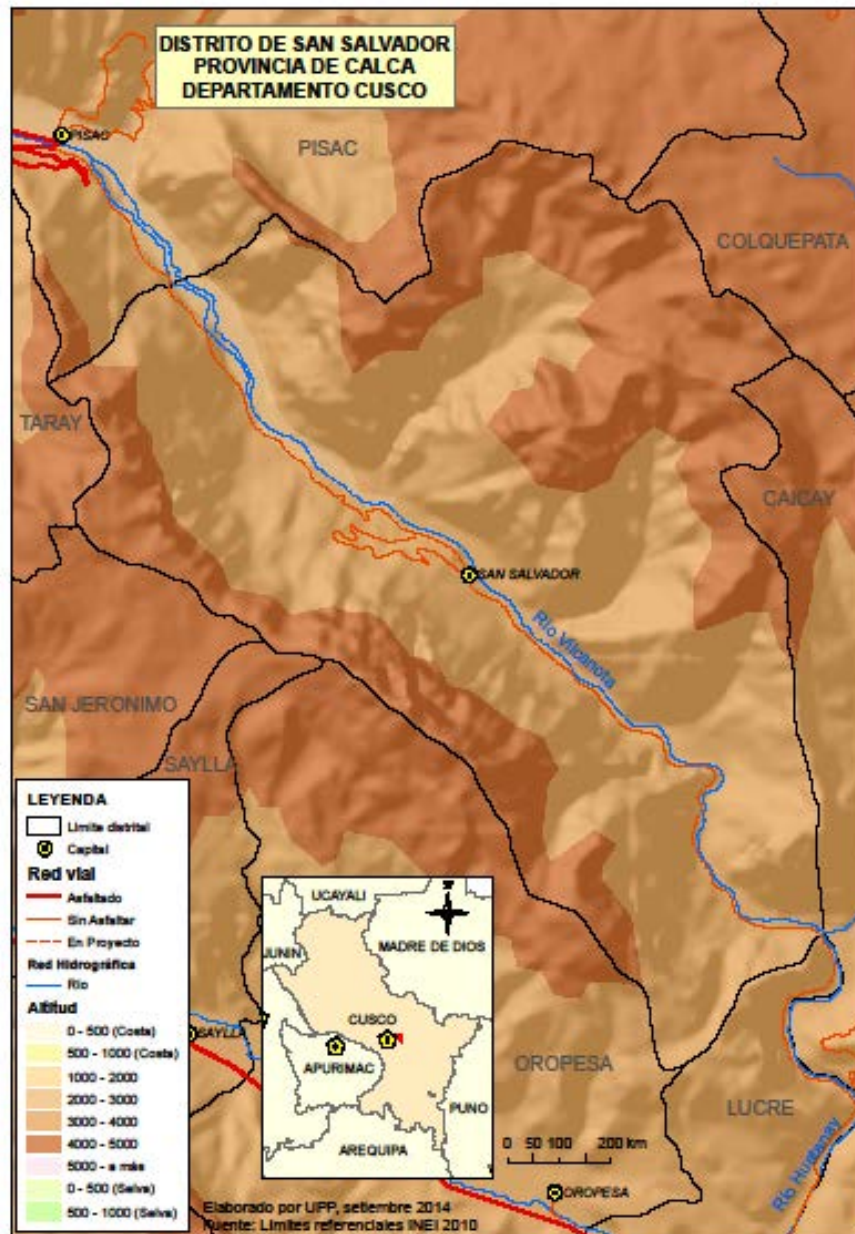 DISTRITO DE SAN SALVADOR
PROVINCIA DE CALCA
DEPARTAMENTO CUSCO
PISAC
PISAC
COLQUEPATA
TARAY
CAICAY
SAN SALVADOR
Río Vilcanota
SAN JERONIMO
SAYLLA
LEYENDA
Límite distrital
Capital
Red vial
Asfaltado
Sin Asfaltar
En Proyecto
Red Hidrográfica
Río
Altitud
0 - 500 (Costa)
500 - 1000 (Costa)
1000 - 2000
2000 - 3000
3000 - 4000
4000 - 5000
5000 - a más
0 - 500 (Selva)
500 - 1000 (Selva)
SAYLLA
UCAYALI
MADRE DE DIOS
JUNIN
CUSCO
APURIMAC
PUNO
AREQUIPA
OROPESA
LUCRE
0 50 100 200 km
Río Huatanay
OROPESA
Elaborado por UPP, setiembre 2014
Fuente: Límites referenciales INEI 2010